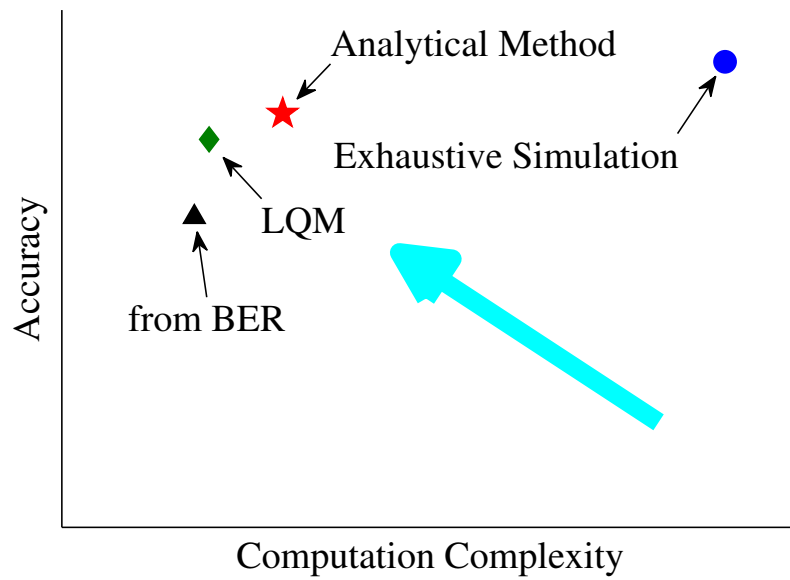 Analytical Method
Exhaustive Simulation
LQM
from BER
Accuracy
Computation Complexity